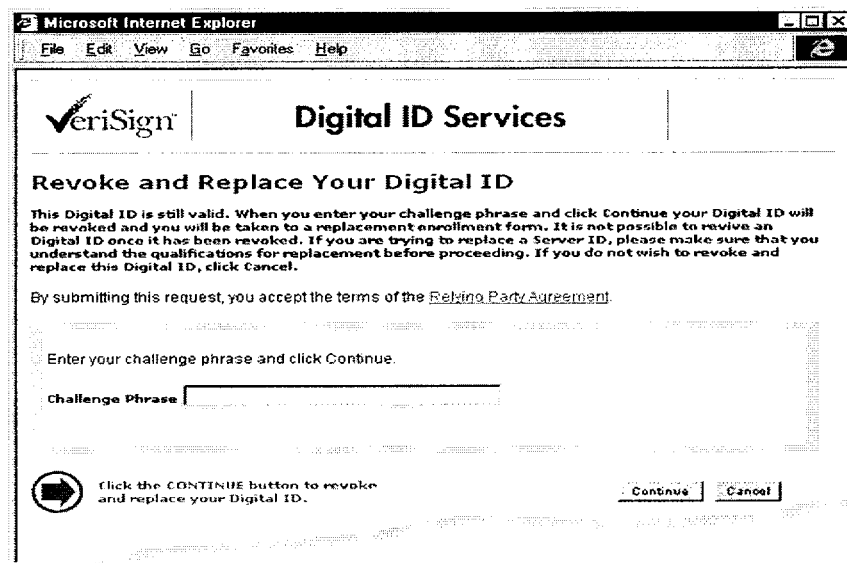 Microsoft Internet Explorer
File Edit View Go Favorites Help
VeriSign™
Digital ID Services
Revoke and Replace Your Digital ID
This Digital ID is still valid. When you enter your challenge phrase and click Continue your Digital ID will
be revoked and you will be taken to a replacement enrollment form. It is not possible to revive an
Digital ID once it has been revoked. If you are trying to replace a Server ID, please make sure that you
understand the qualifications for replacement before proceeding. If you do not wish to revoke and
replace this Digital ID, click Cancel.
By submitting this request, you accept the terms of the Relying Party Agreement.
Enter your challenge phrase and click Continue.
Challenge Phrase
Click the CONTINUE button to revoke
and replace your Digital ID.
Continue Cancel